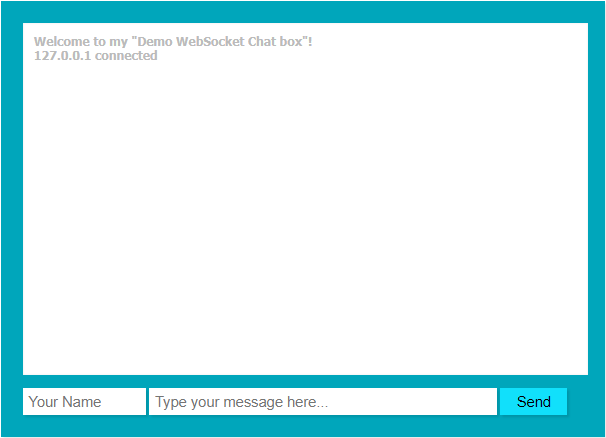 Welcome to my "Demo WebSocket Chat box"!
127.0.0.1 connected
Your Name
Type your message here...
Send